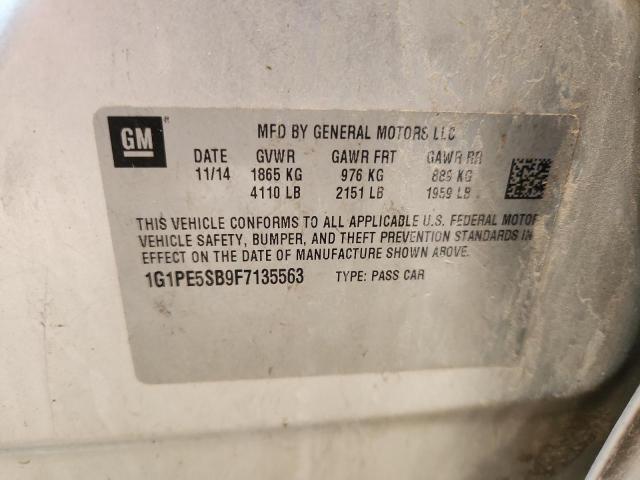 GM
MFD BY GENERAL MOTORS LLC
DATE GVWR GAWR FRT GAWR RR
11/14 1865 KG 976 KG 889 KG
4110 LB 2151 LB 1959 LB
THIS VEHICLE CONFORMS TO ALL APPLICABLE U.S. FEDERAL MOTOR
VEHICLE SAFETY, BUMPER, AND THEFT PREVENTION STANDARDS IN
EFFECT ON THE DATE OF MANUFACTURE SHOWN ABOVE.
1G1PE5SB9F7135563 TYPE: PASS CAR